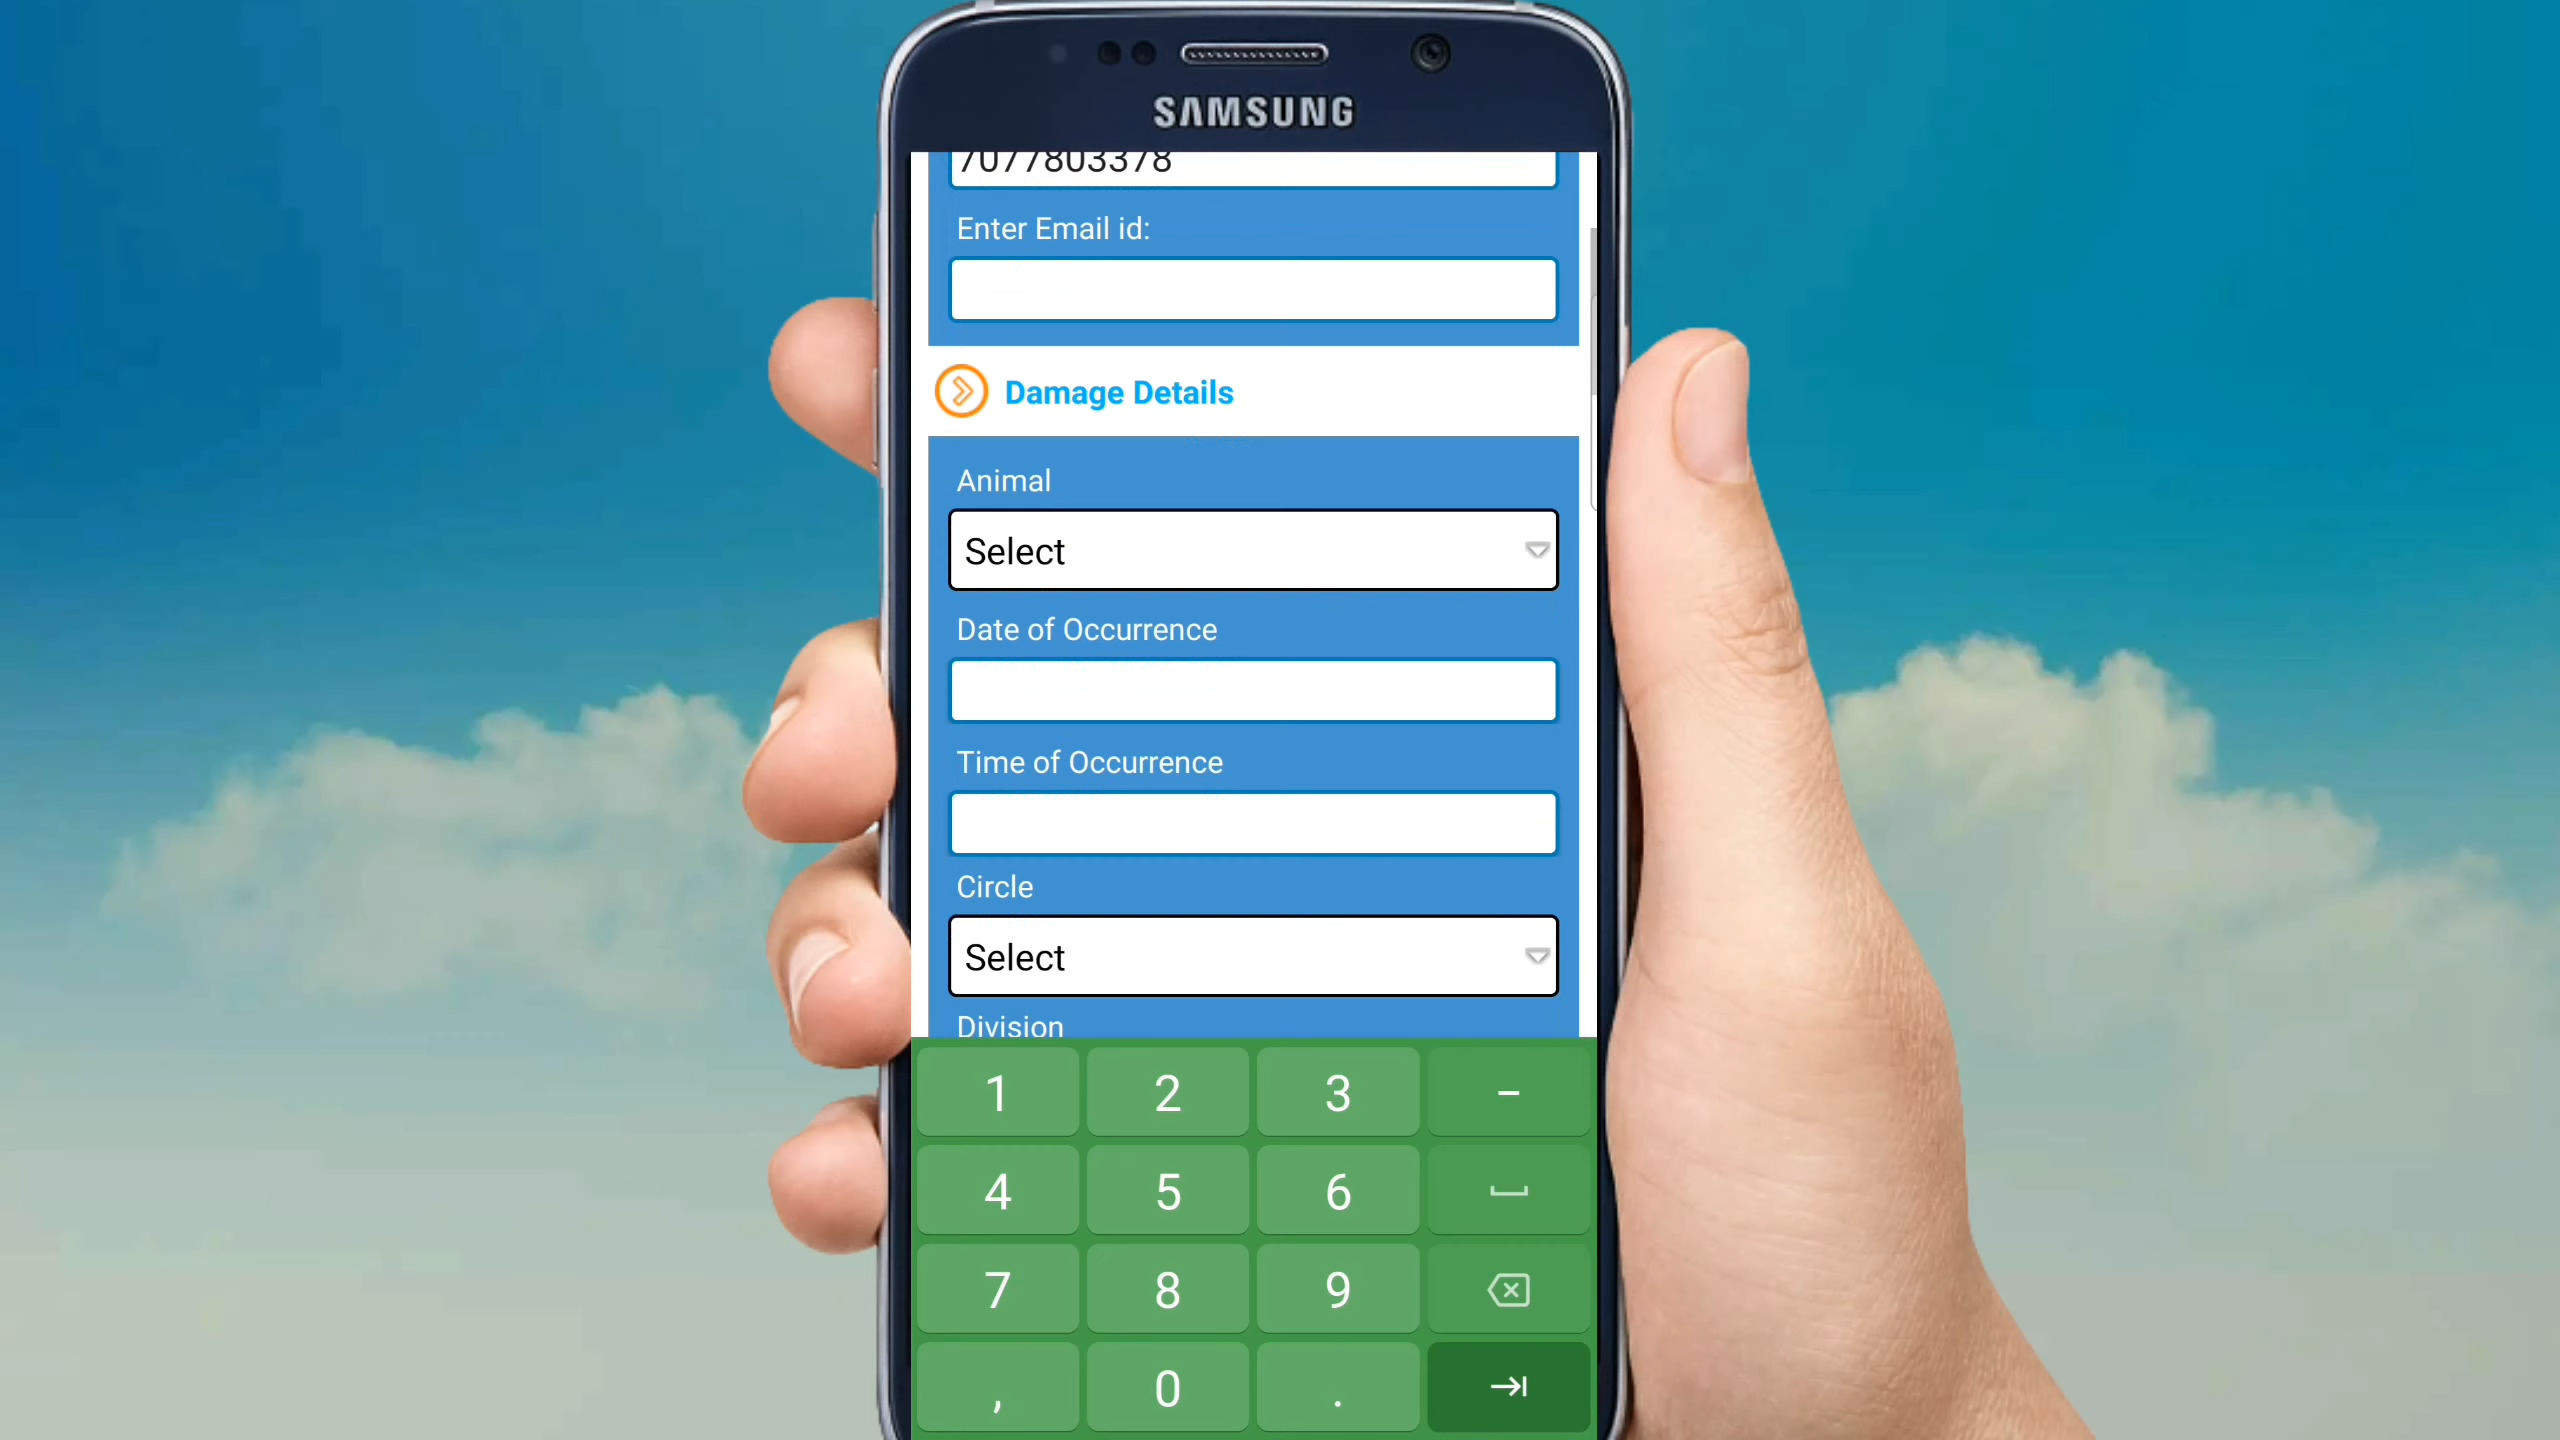 SAMSUNG
7077803378
Enter Email id:
Damage Details
Animal
Select
Date of Occurrence
Time of Occurrence
Circle
Select
Division
1 2 3 -
4 5 6
7 8 9
, 0 .